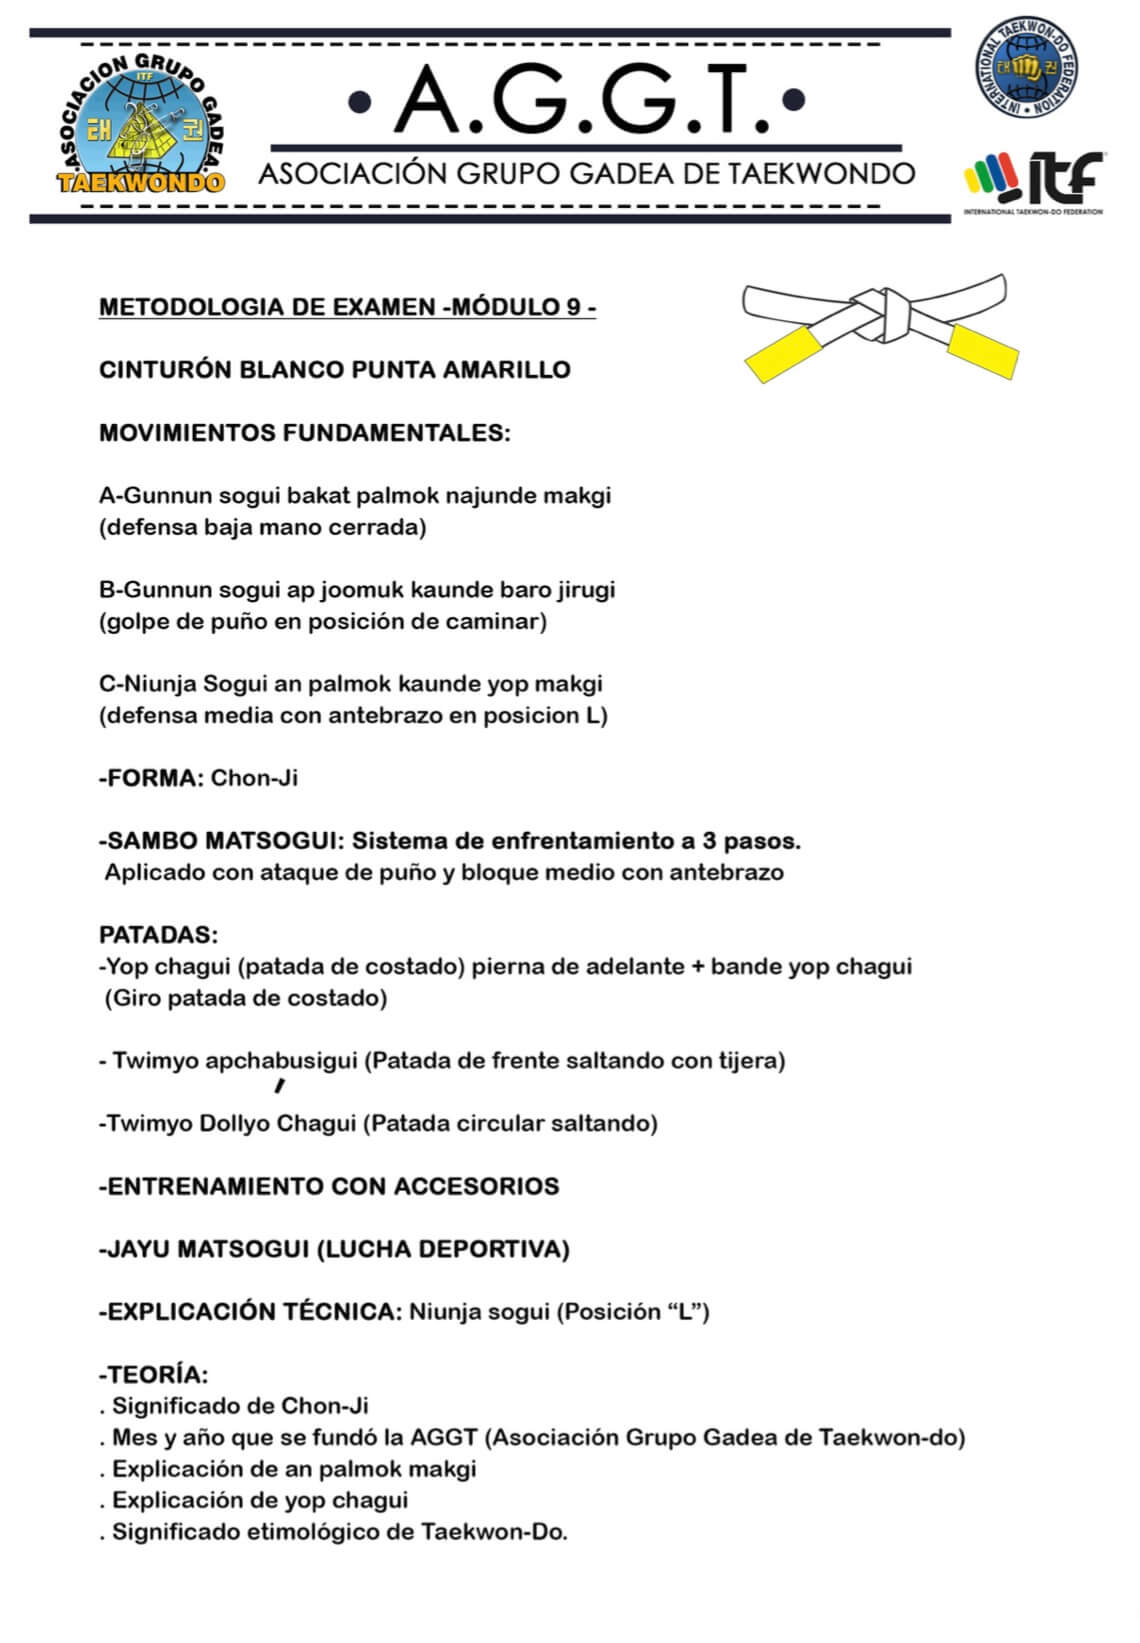 ASOCIACION GRUPO GADEA
ITF
태 권
TAEKWONDO
• A.G.G.T. •
ASOCIACIÓN GRUPO GADEA DE TAEKWONDO
INTERNATIONAL TAEKWON-DO FEDERATION
태 권
itf
INTERNATIONAL TAEKWON-DO FEDERATION
METODOLOGIA DE EXAMEN -MÓDULO 9 -
CINTURÓN BLANCO PUNTA AMARILLO
MOVIMIENTOS FUNDAMENTALES:
A-Gunnun sogui bakat palmok najunde makgi
(defensa baja mano cerrada)
B-Gunnun sogui ap joomuk kaunde baro jirugi
(golpe de puño en posición de caminar)
C-Niunja Sogui an palmok kaunde yop makgi
(defensa media con antebrazo en posicion L)
-FORMA: Chon-Ji
-SAMBO MATSOGUI: Sistema de enfrentamiento a 3 pasos.
Aplicado con ataque de puño y bloque medio con antebrazo
PATADAS:
-Yop chagui (patada de costado) pierna de adelante + bande yop chagui
(Giro patada de costado)
- Twimyo apchabusigui (Patada de frente saltando con tijera)
-Twimyo Dollyo Chagui (Patada circular saltando)
-ENTRENAMIENTO CON ACCESORIOS
-JAYU MATSOGUI (LUCHA DEPORTIVA)
-EXPLICACIÓN TÉCNICA: Niunja sogui (Posición “L”)
-TEORÍA:
. Significado de Chon-Ji
. Mes y año que se fundó la AGGT (Asociación Grupo Gadea de Taekwon-do)
. Explicación de an palmok makgi
. Explicación de yop chagui
. Significado etimológico de Taekwon-Do.